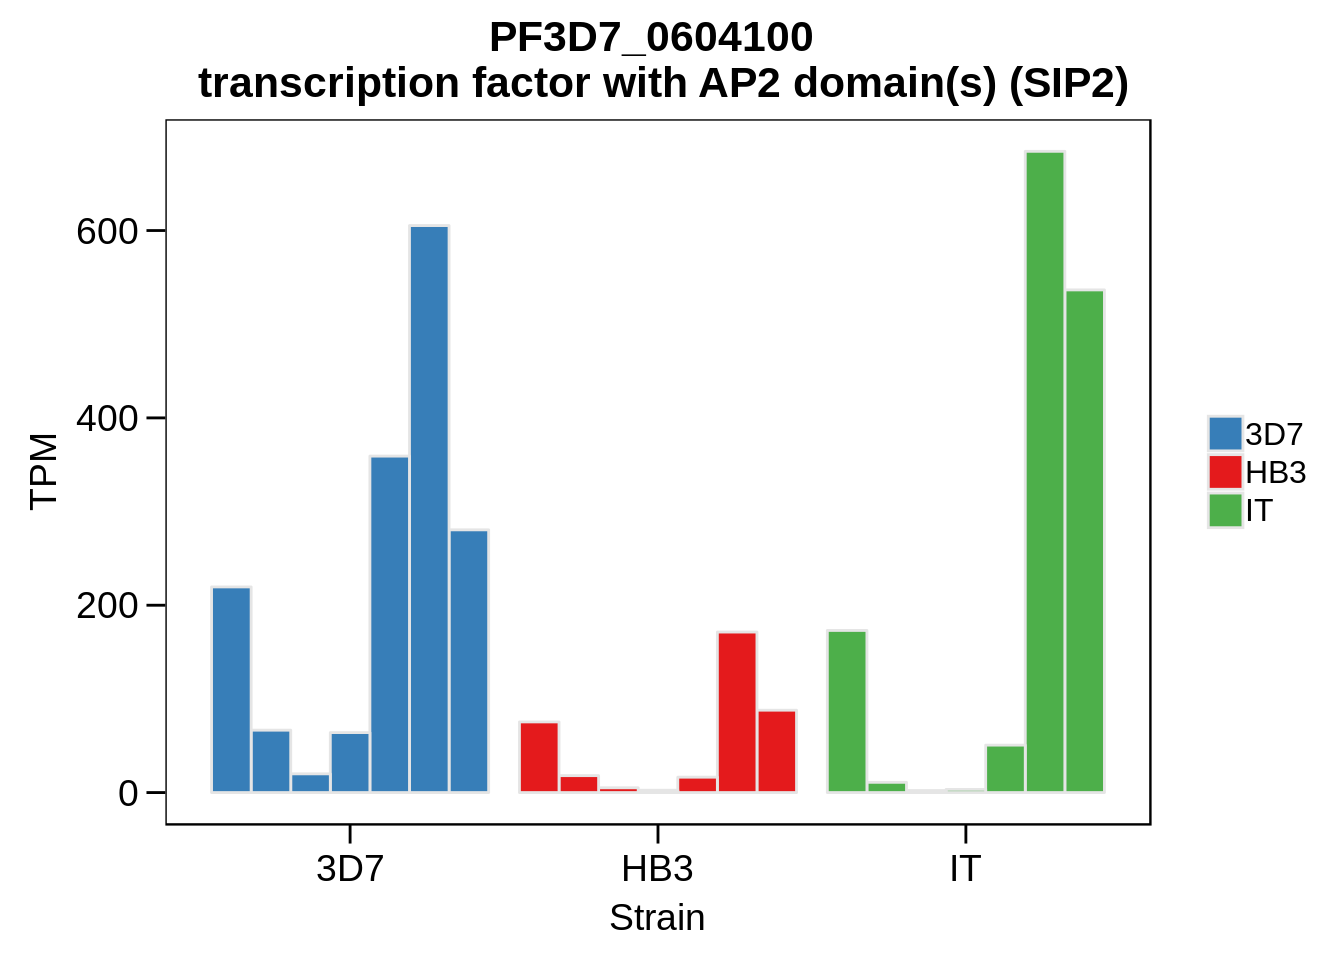 PF3D7_0604100
transcription factor with AP2 domain(s) (SIP2)
600
400
200
0
TPM
3D7
HB3
IT
Strain
3D7
HB3
IT